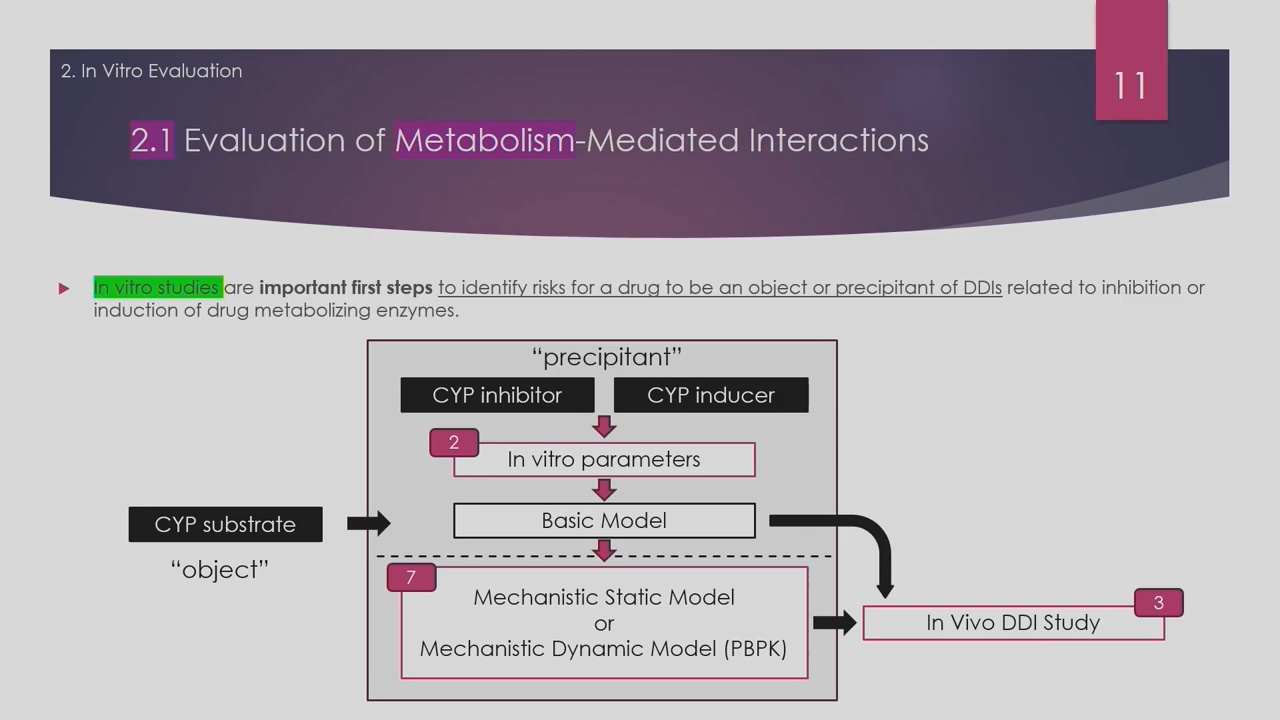 2. In Vitro Evaluation
11
2.1 Evaluation of Metabolism-Mediated Interactions
In vitro studies are important first steps to identify risks for a drug to be an object or precipitant of DDIs related to inhibition or
induction of drug metabolizing enzymes.
“precipitant”
CYP inhibitor
CYP inducer
2
In vitro parameters
CYP substrate
Basic Model
“object”
7
Mechanistic Static Model
or
Mechanistic Dynamic Model (PBPK)
3
In Vivo DDI Study